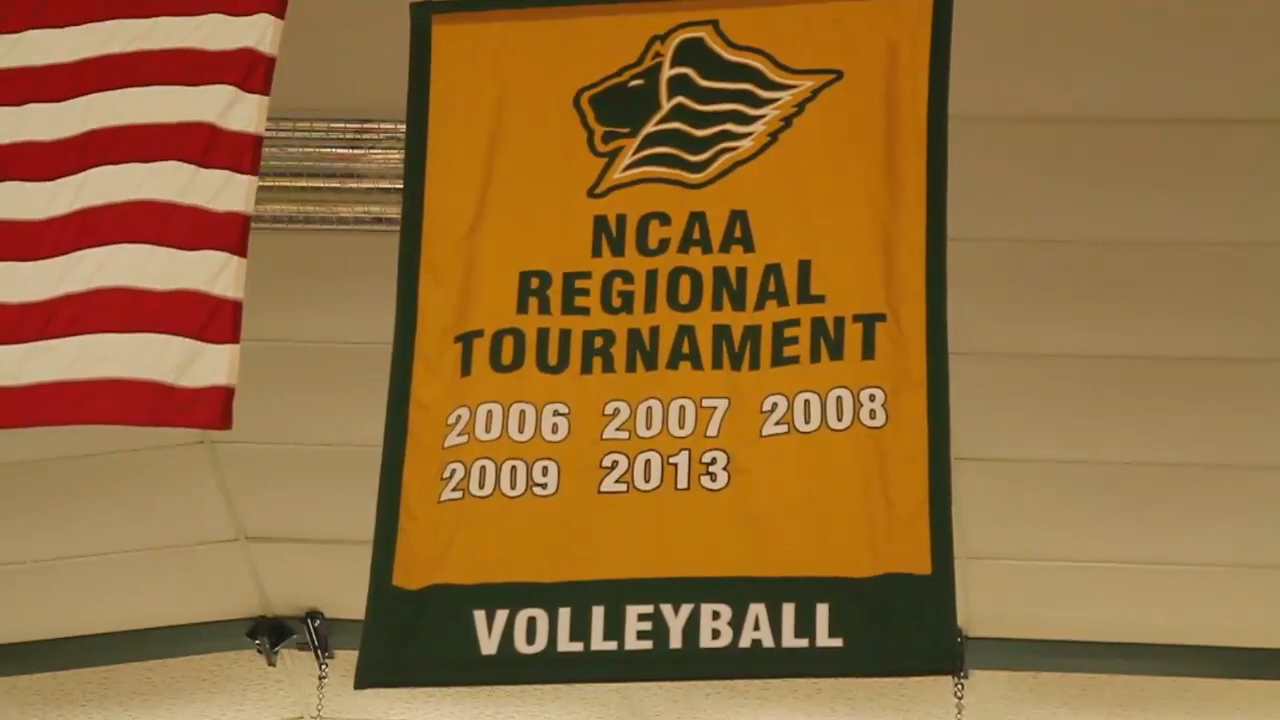 NCAA
REGIONAL
TOURNAMENT
2006 2007 2008
2009 2013
VOLLEYBALL